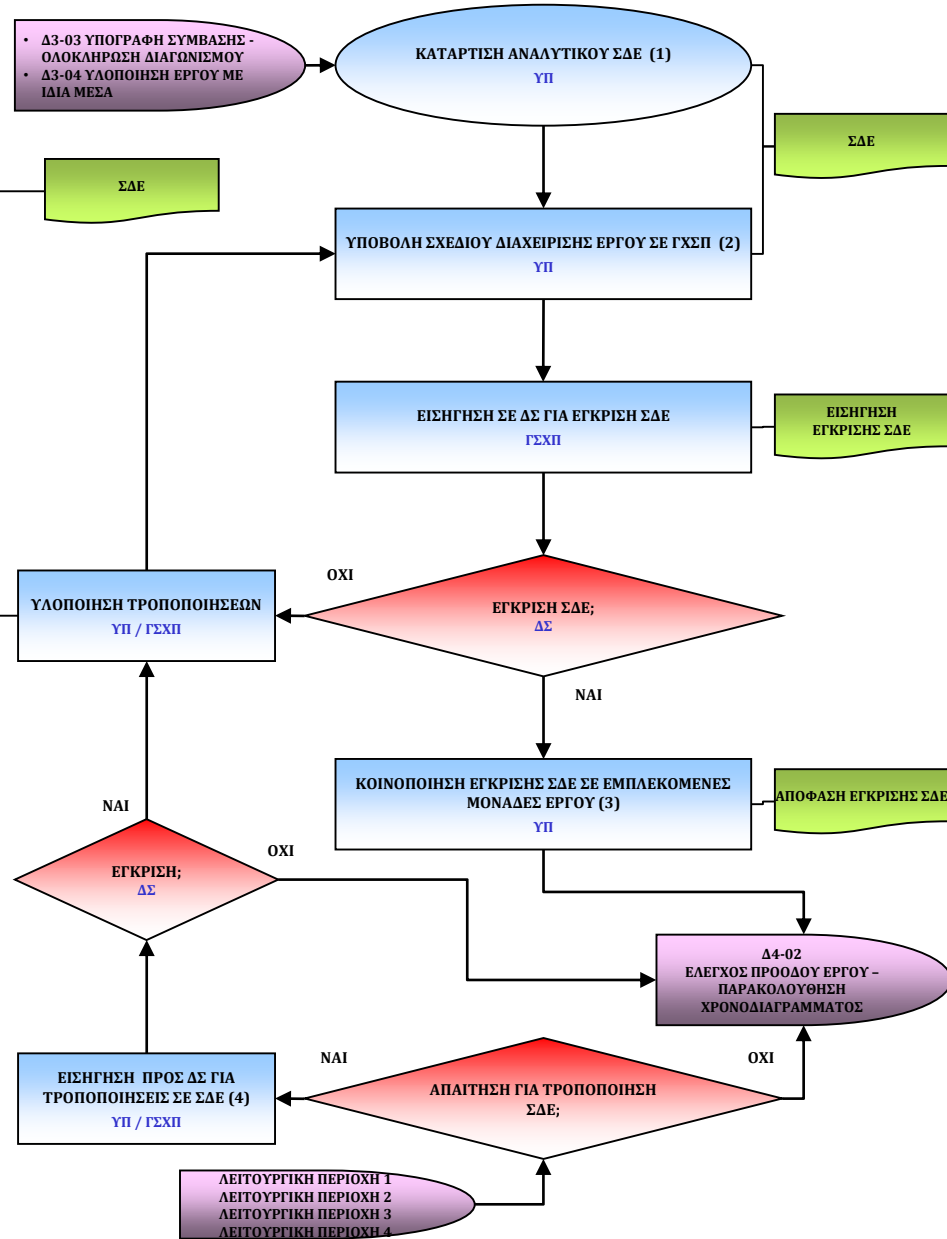 • Δ3-03 ΥΠΟΓΡΑΦΗ ΣΥΜΒΑΣΗΣ -
ΟΛΟΚΛΗΡΩΣΗ ΔΙΑΓΩΝΙΣΜΟΥ
• Δ3-04 ΥΛΟΠΟΙΗΣΗ ΕΡΓΟΥ ΜΕ
ΙΔΙΑ ΜΕΣΑ
ΚΑΤΑΡΤΙΣΗ ΑΝΑΛΥΤΙΚΟΥ ΣΔΕ (1)
ΥΠ
ΣΔΕ
ΣΔΕ
ΥΠΟΒΟΛΗ ΣΧΕΔΙΟΥ ΔΙΑΧΕΙΡΙΣΗΣ ΕΡΓΟΥ ΣΕ ΓΧΣΠ (2)
ΥΠ
ΕΙΣΗΓΗΣΗ ΣΕ ΔΣ ΓΙΑ ΕΓΚΡΙΣΗ ΣΔΕ
ΓΣΧΠ
ΕΙΣΗΓΗΣΗ
ΕΓΚΡΙΣΗΣ ΣΔΕ
ΟΧΙ
ΥΛΟΠΟΙΗΣΗ ΤΡΟΠΟΠΟΙΗΣΕΩΝ
ΥΠ / ΓΣΧΠ
ΕΓΚΡΙΣΗ ΣΔΕ;
ΔΣ
ΝΑΙ
ΚΟΙΝΟΠΟΙΗΣΗ ΕΓΚΡΙΣΗΣ ΣΔΕ ΣΕ ΕΜΠΛΕΚΟΜΕΝΕΣ
ΜΟΝΑΔΕΣ ΕΡΓΟΥ (3)
ΥΠ
ΑΠΟΦΑΣΗ ΕΓΚΡΙΣΗΣ ΣΔΕ
ΝΑΙ
ΟΧΙ
ΕΓΚΡΙΣΗ;
ΔΣ
Δ4-02
ΕΛΕΓΧΟΣ ΠΡΟΟΔΟΥ ΕΡΓΟΥ –
ΠΑΡΑΚΟΛΟΥΘΗΣΗ
ΧΡΟΝΟΔΙΑΓΡΑΜΜΑΤΟΣ
ΕΙΣΗΓΗΣΗ ΠΡΟΣ ΔΣ ΓΙΑ
ΤΡΟΠΟΠΟΙΗΣΕΙΣ ΣΕ ΣΔΕ (4)
ΥΠ / ΓΣΧΠ
ΝΑΙ
ΑΠΑΙΤΗΣΗ ΓΙΑ ΤΡΟΠΟΠΟΙΗΣΗ
ΣΔΕ;
ΟΧΙ
ΛΕΙΤΟΥΡΓΙΚΗ ΠΕΡΙΟΧΗ 1
ΛΕΙΤΟΥΡΓΙΚΗ ΠΕΡΙΟΧΗ 2
ΛΕΙΤΟΥΡΓΙΚΗ ΠΕΡΙΟΧΗ 3
ΛΕΙΤΟΥΡΓΙΚΗ ΠΕΡΙΟΧΗ 4